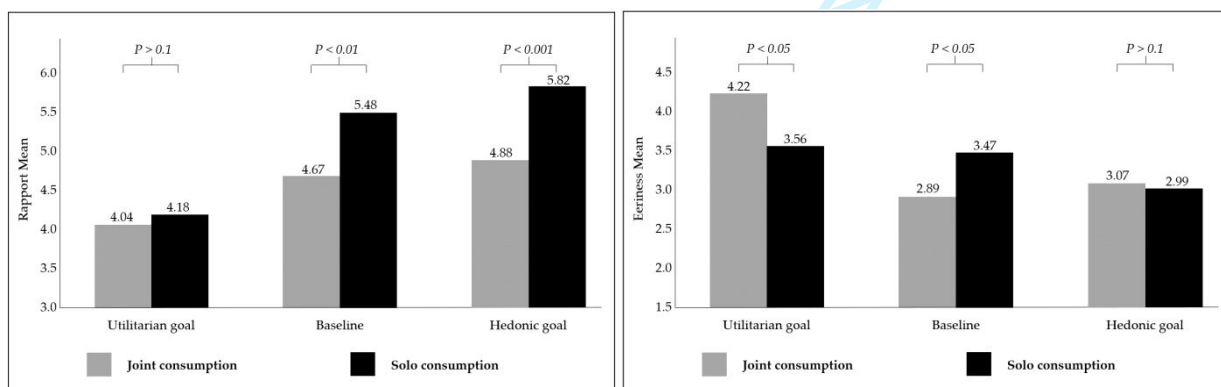 P > 0.1
P < 0.01
P < 0.001
6.0
5.5
5.0
4.5
4.0
3.5
3.0
Rapport Mean
4.04
4.18
4.67
5.48
4.88
5.82
Utilitarian goal
Baseline
Hedonic goal
Joint consumption
Solo consumption
P < 0.05
P < 0.05
P > 0.1
4.5
4.0
3.5
3.0
2.5
2.0
1.5
Eeriness Mean
4.22
3.56
2.89
3.47
3.07
2.99
Utilitarian goal
Baseline
Hedonic goal
Joint consumption
Solo consumption